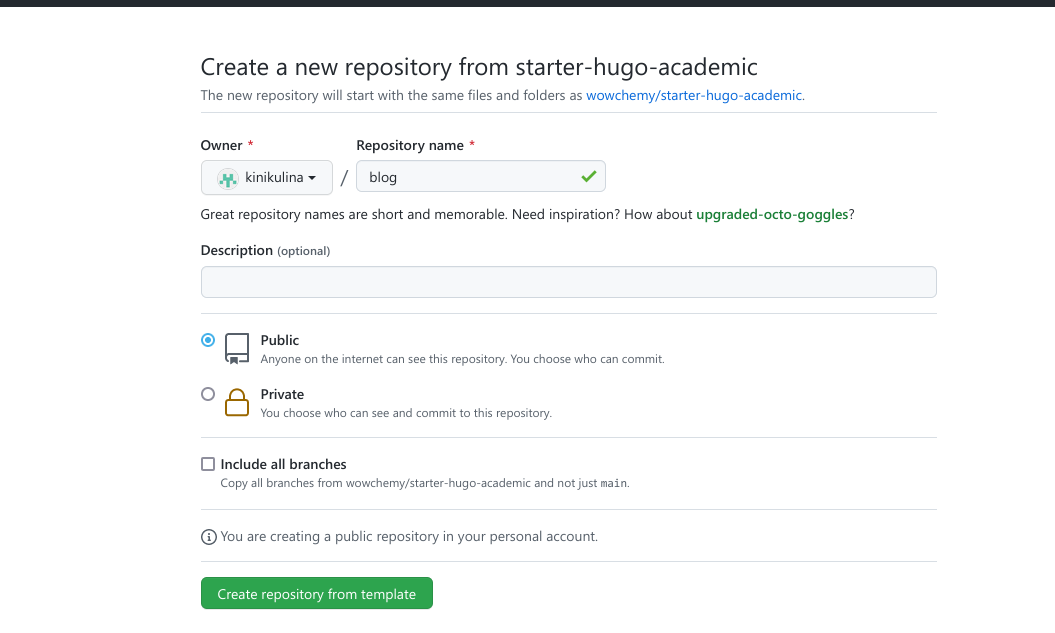 Create a new repository from starter-hugo-academic
The new repository will start with the same files and folders as wowchemy/starter-hugo-academic.
Owner * Repository name *
kinikulina / blog
Great repository names are short and memorable. Need inspiration? How about upgraded-octo-goggles?
Description (optional)
Public
Anyone on the internet can see this repository. You choose who can commit.
Private
You choose who can see and commit to this repository.
Include all branches
Copy all branches from wowchemy/starter-hugo-academic and not just main.
You are creating a public repository in your personal account.
Create repository from template